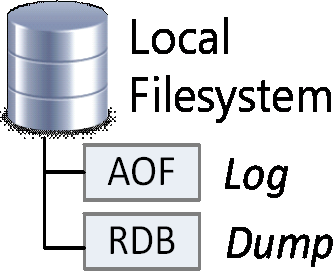 Local
Filesystem
AOF Log
RDB Dump